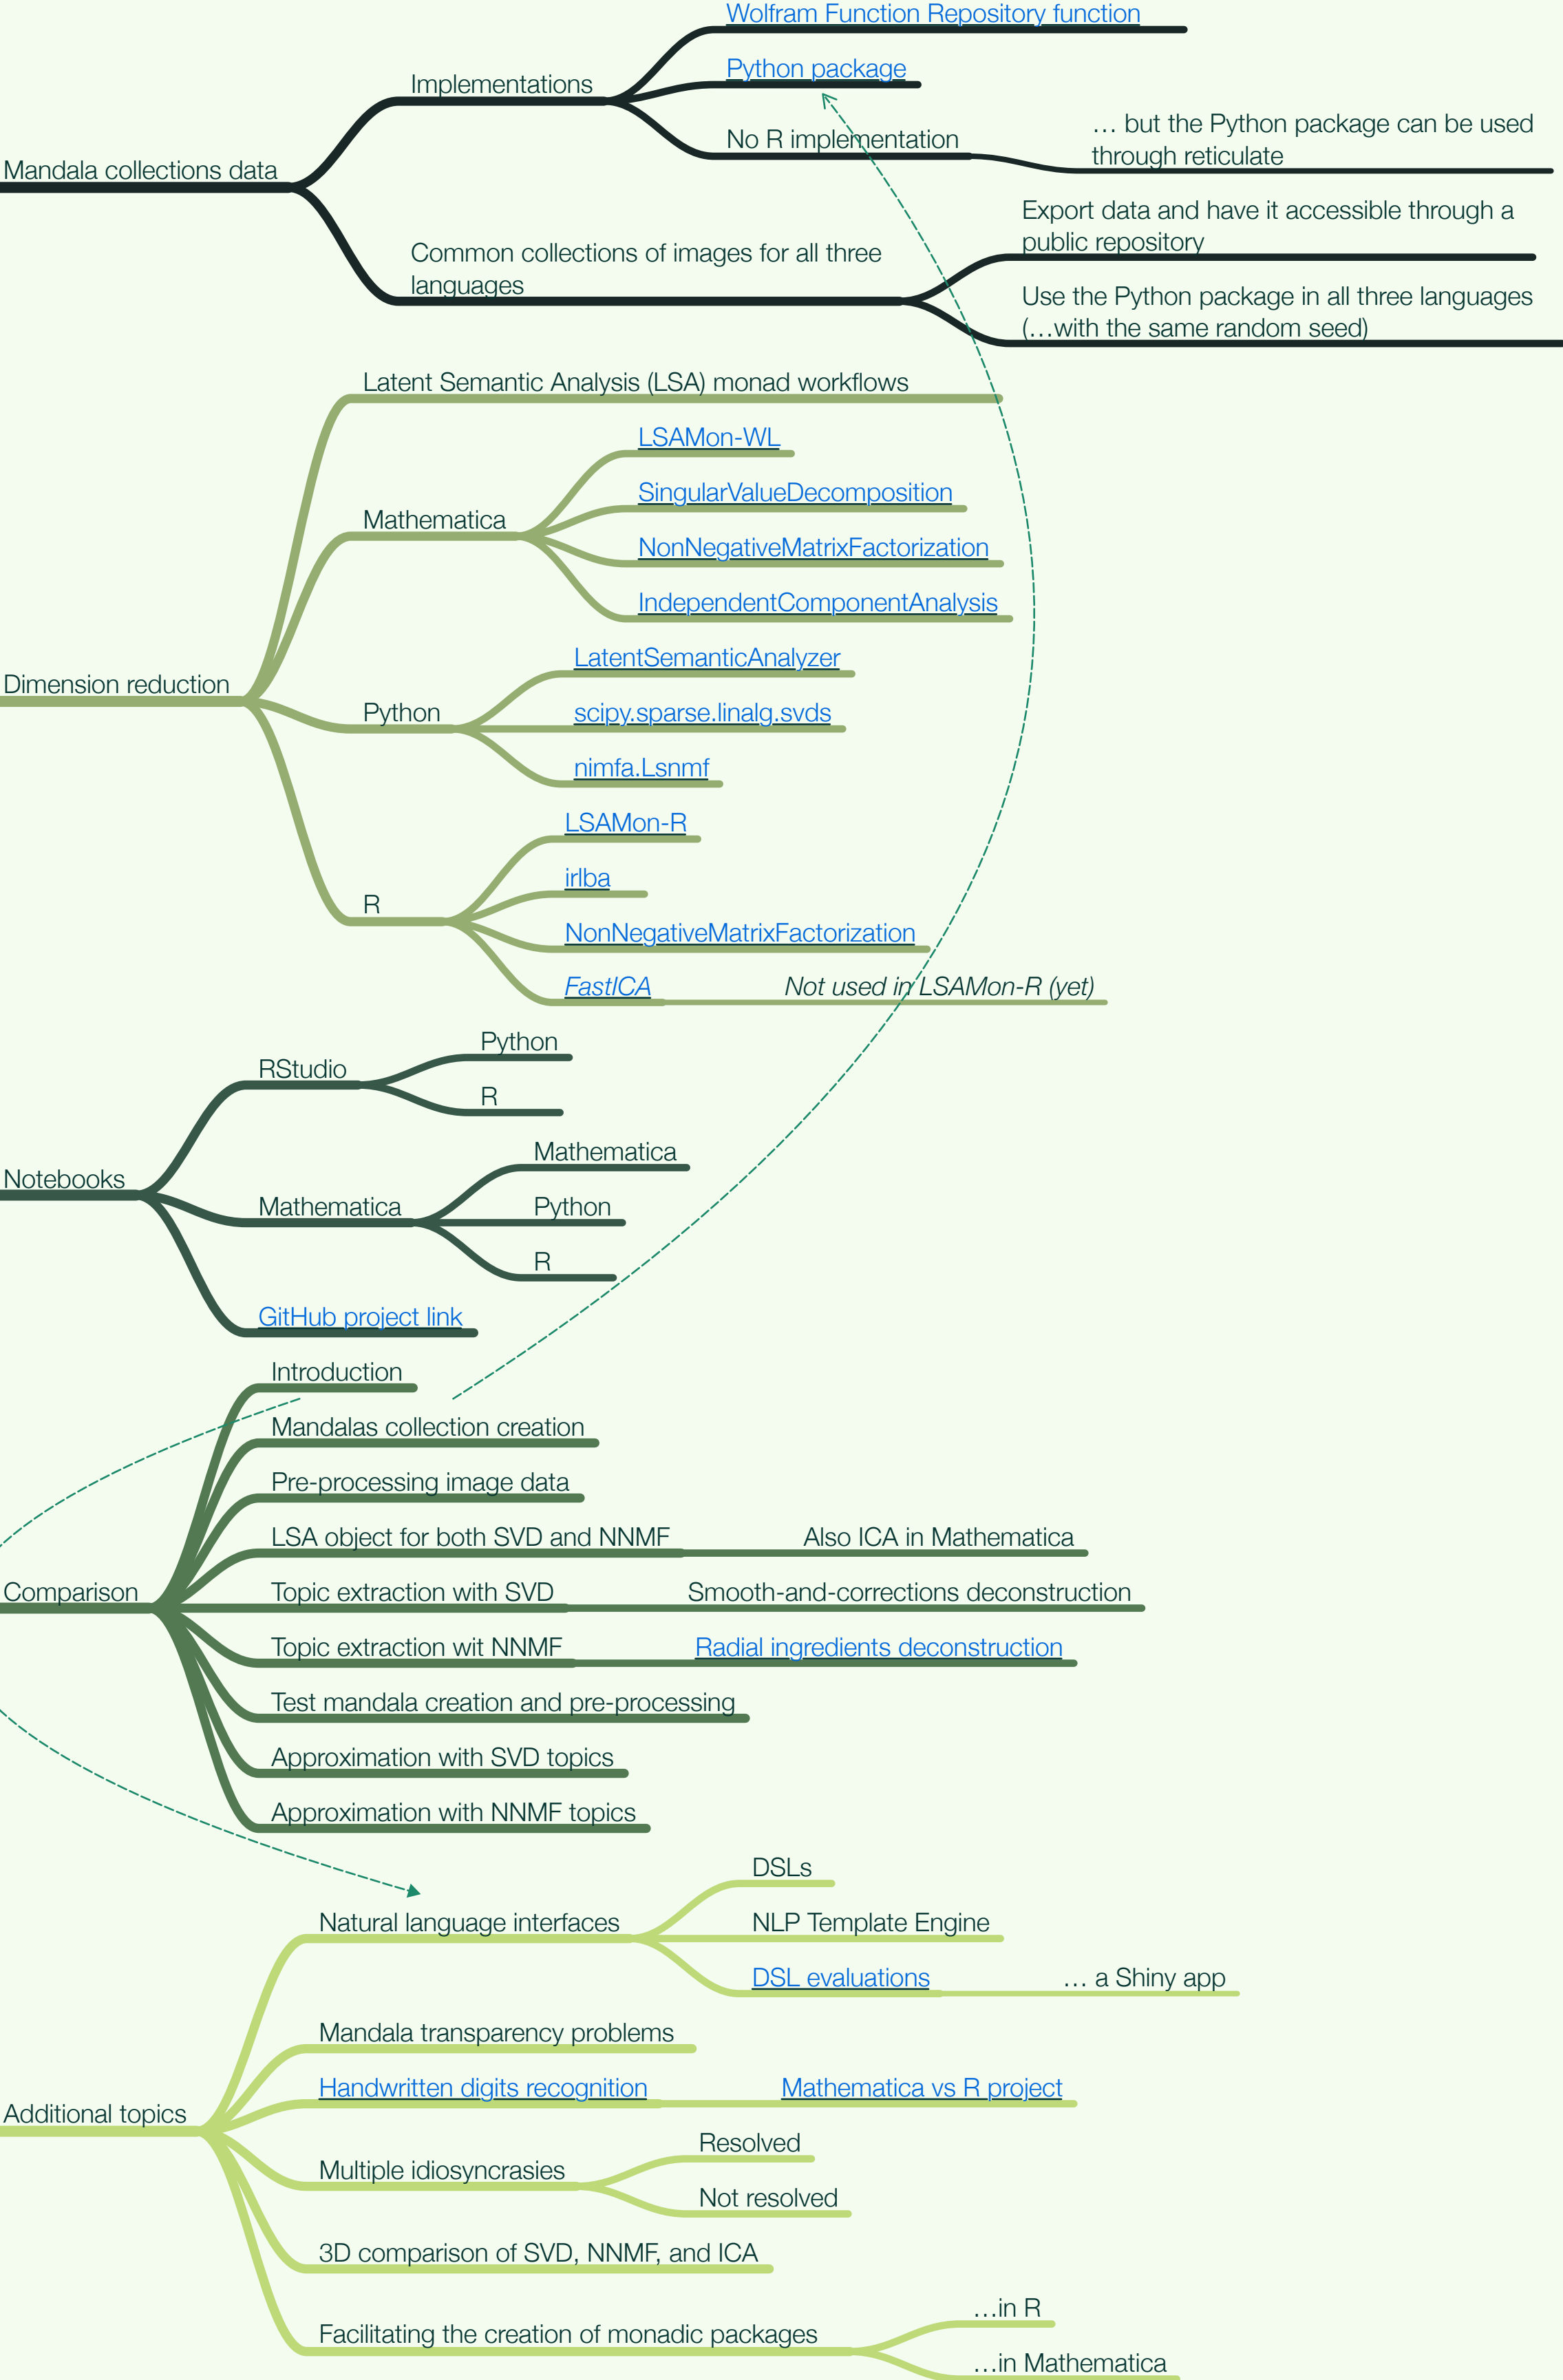 Wolfram Function Repository function
Python package
Implementations
No R implementation
… but the Python package can be used
through reticulate
Mandala collections data
Export data and have it accessible through a
public repository
Common collections of images for all three
languages
Use the Python package in all three languages
(…with the same random seed)
Latent Semantic Analysis (LSA) monad workflows
LSAMon-WL
SingularValueDecomposition
Mathematica
NonNegativeMatrixFactorization
IndependentComponentAnalysis
LatentSemanticAnalyzer
Dimension reduction
Python
scipy.sparse.linalg.svds
nimfa.Lsnmf
LSAMon-R
irlba
R
NonNegativeMatrixFactorization
FastICA
Not used in LSAMon-R (yet)
Python
RStudio
R
Mathematica
Notebooks
Mathematica
Python
R
GitHub project link
Introduction
Mandalas collection creation
Pre-processing image data
LSA object for both SVD and NNMF
Also ICA in Mathematica
Comparison
Topic extraction with SVD
Smooth-and-corrections deconstruction
Topic extraction wit NNMF
Radial ingredients deconstruction
Test mandala creation and pre-processing
Approximation with SVD topics
Approximation with NNMF topics
DSLs
Natural language interfaces
NLP Template Engine
DSL evaluations
… a Shiny app
Mandala transparency problems
Handwritten digits recognition
Mathematica vs R project
Additional topics
Resolved
Multiple idiosyncrasies
Not resolved
3D comparison of SVD, NNMF, and ICA
…in R
Facilitating the creation of monadic packages
…in Mathematica